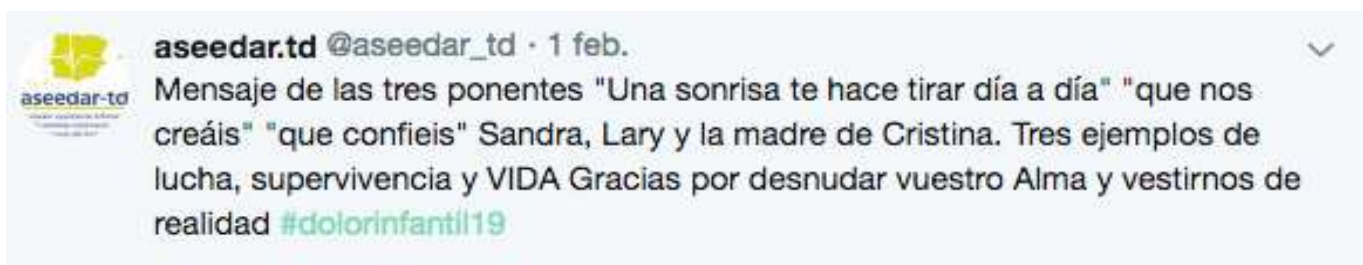 aseedar.td @aseedar_td · 1 feb.
aseedar-td
Mensaje de las tres ponentes "Una sonrisa te hace tirar día a día" "que nos
creáis" "que confieis" Sandra, Lary y la madre de Cristina. Tres ejemplos de
lucha, supervivencia y VIDA Gracias por desnudar vuestro Alma y vestirnos de
realidad #dolorinfantil19